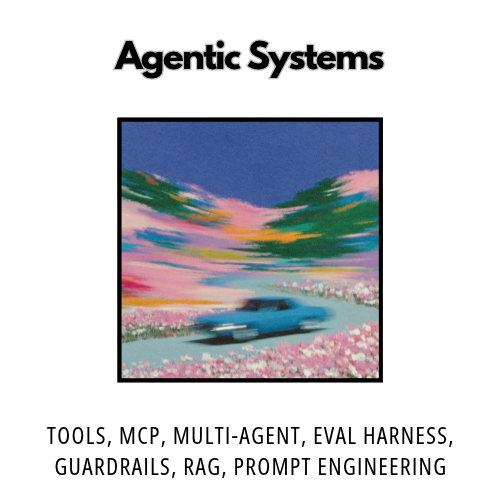 Agentic Systems
TOOLS, MCP, MULTI-AGENT, EVAL HARNESS,
GUARDRAILS, RAG, PROMPT ENGINEERING